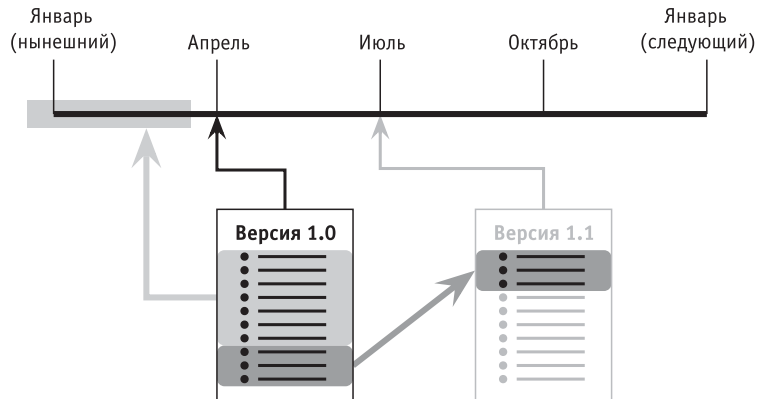 Январь
(нынешний)
Апрель
Июль
Октябрь
Январь
(следующий)
Версия 1.0
Версия 1.1